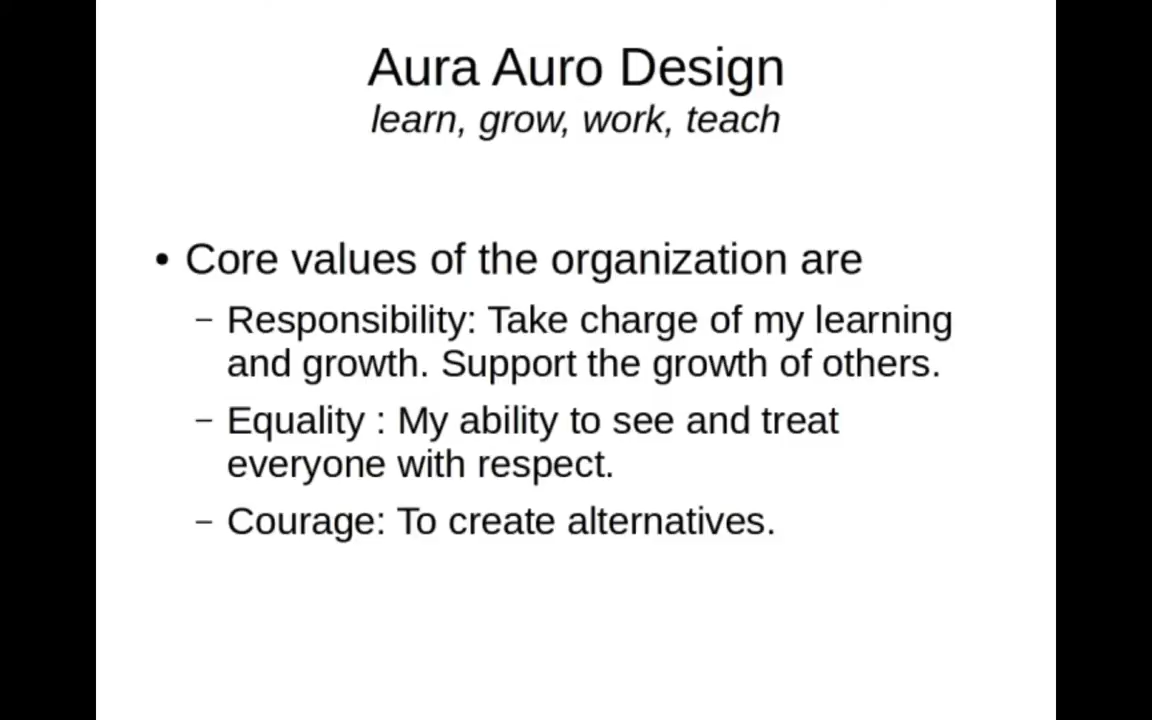 Aura Auro Design
learn, grow, work, teach
• Core values of the organization are
– Responsibility: Take charge of my learning
and growth. Support the growth of others.
– Equality : My ability to see and treat
everyone with respect.
– Courage: To create alternatives.